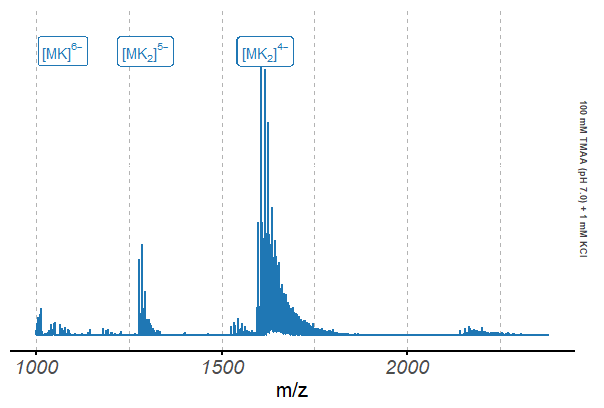 [MK]⁶⁻ [MK₂]⁵⁻ [MK₂]⁴⁻
100 mM TMAA (pH 7.0) + 1 mM KCl
1000 1500 2000
m/z